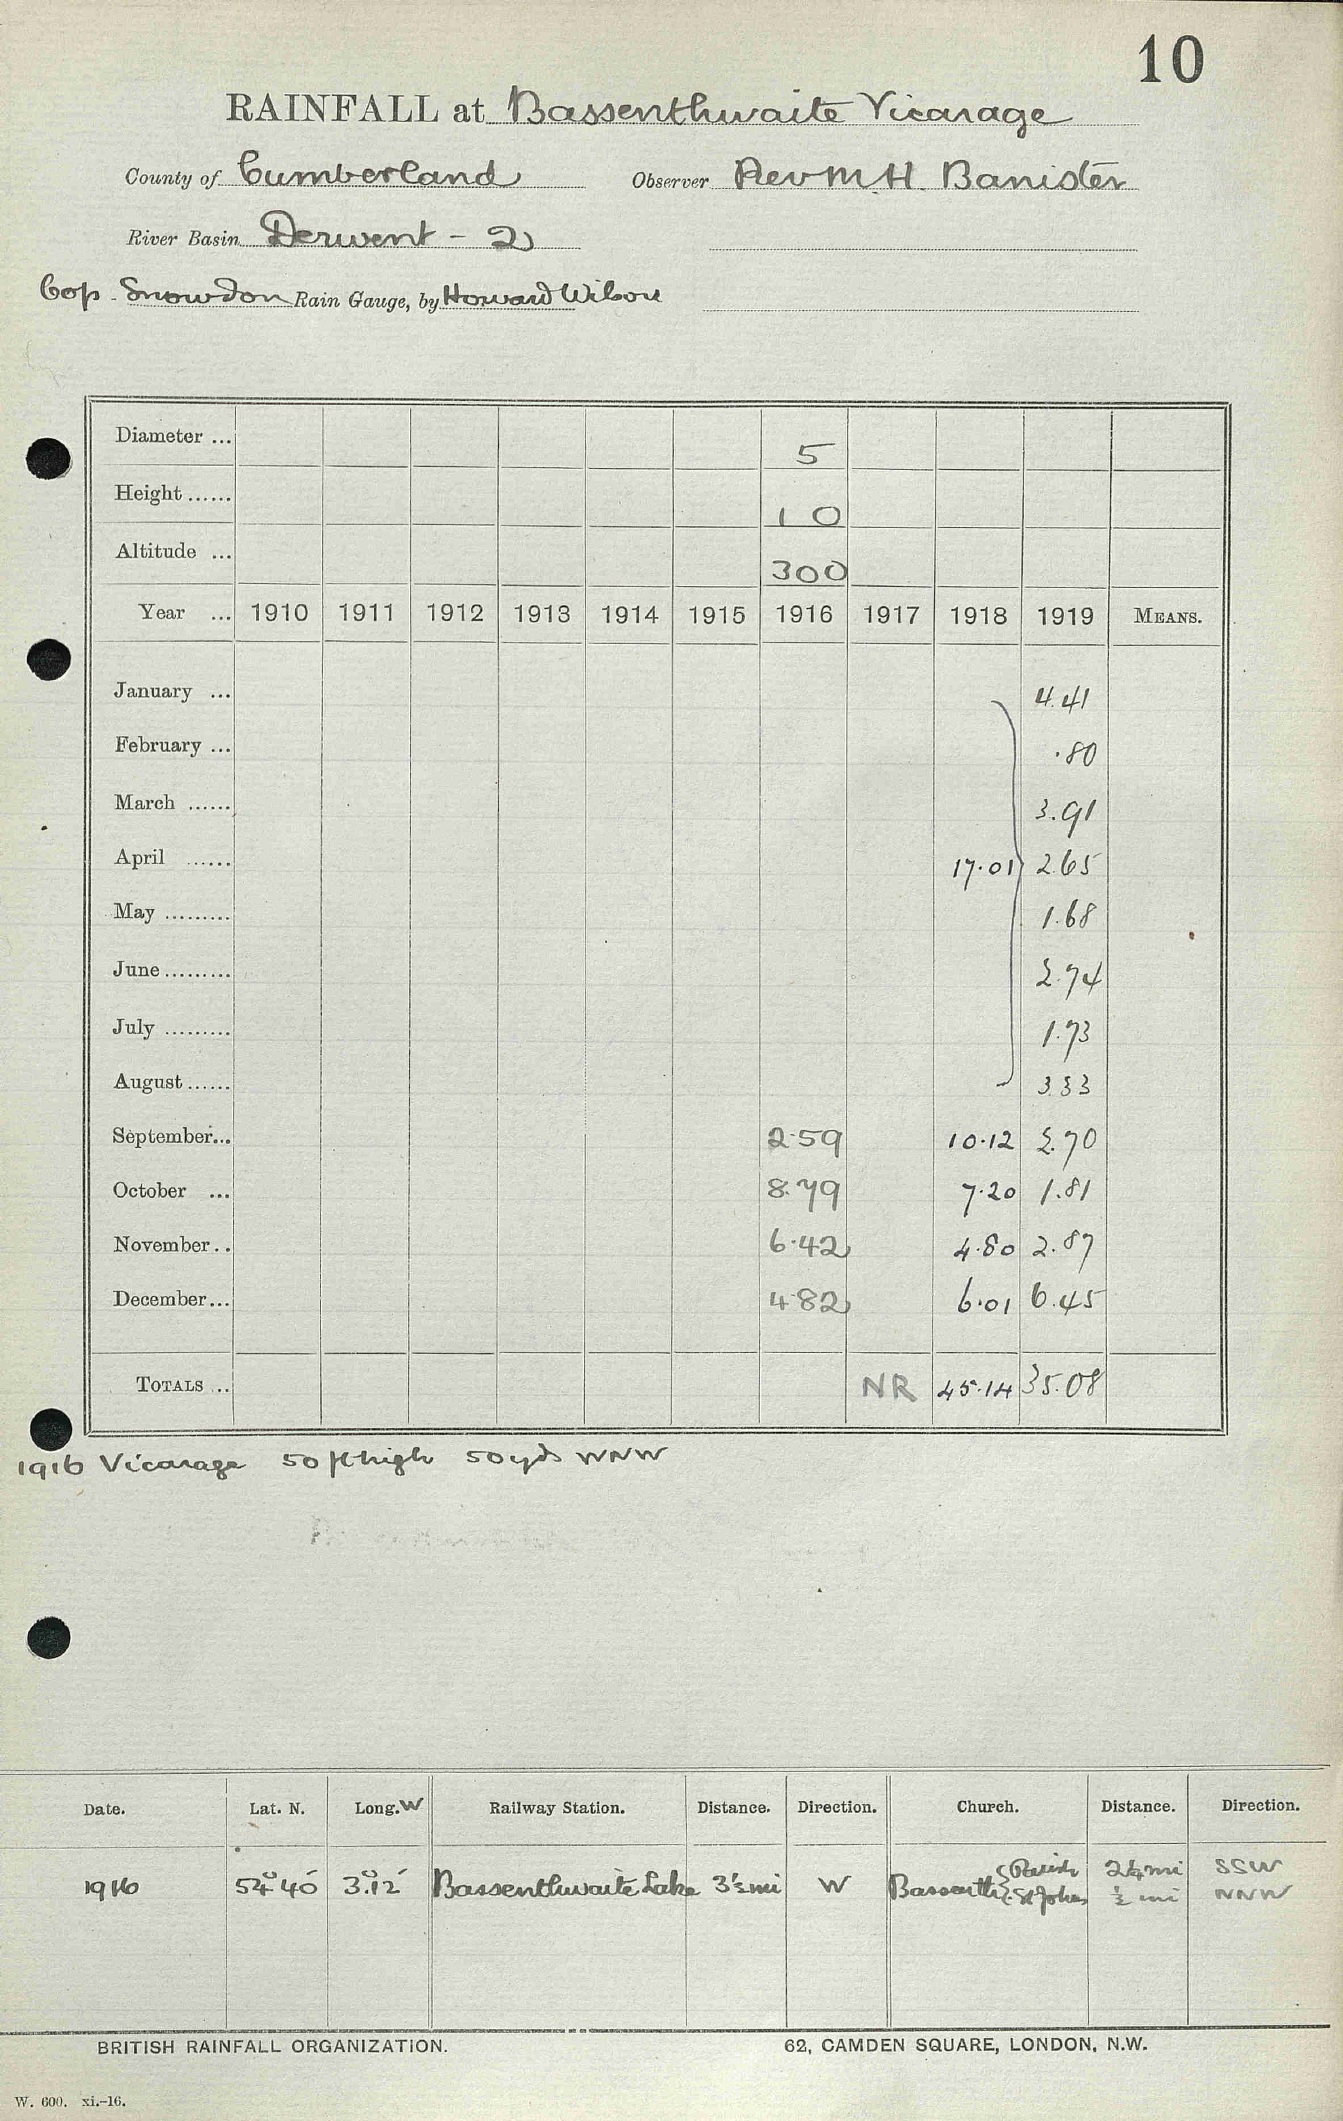 10
RAINFALL at Bassenthwaite Vicarage
County of Cumberland Observer Rev M. H. Banister
River Basin Derwent - 2
Cop - Snowdon Rain Gauge, by Howard Wilson
Diameter ... 5
Height ...... 10
Altitude ... 300
Year ... 1910 1911 1912 1913 1914 1915 1916 1917 1918 1919 MEANS.
January ... 4.41
February ... .80
March ...... 3.91
April ...... 17.01 2.65
May ......... 1.68
June ......... 2.74
July ......... 1.73
August ...... 3.33
September... 2.59 10.12 2.70
October ... 8.79 7.20 1.81
November.. 6.42 4.80 2.87
December... 4.82 6.01 6.45
TOTALS .. NR 45.14 35.08
1916 Vicarage 50 ft high 50 yds WNW
Date. Lat. N. Long. W Railway Station. Distance. Direction. Church. Distance. Direction.
1916 54° 40' 3° 12' Bassenthwaite Lake 3½ mi W Bassenth { Parish 2¼ mi SSW
St Johns ½ mi NNW
BRITISH RAINFALL ORGANIZATION. 62, CAMDEN SQUARE, LONDON, N.W.
W. 600. xi.-16.